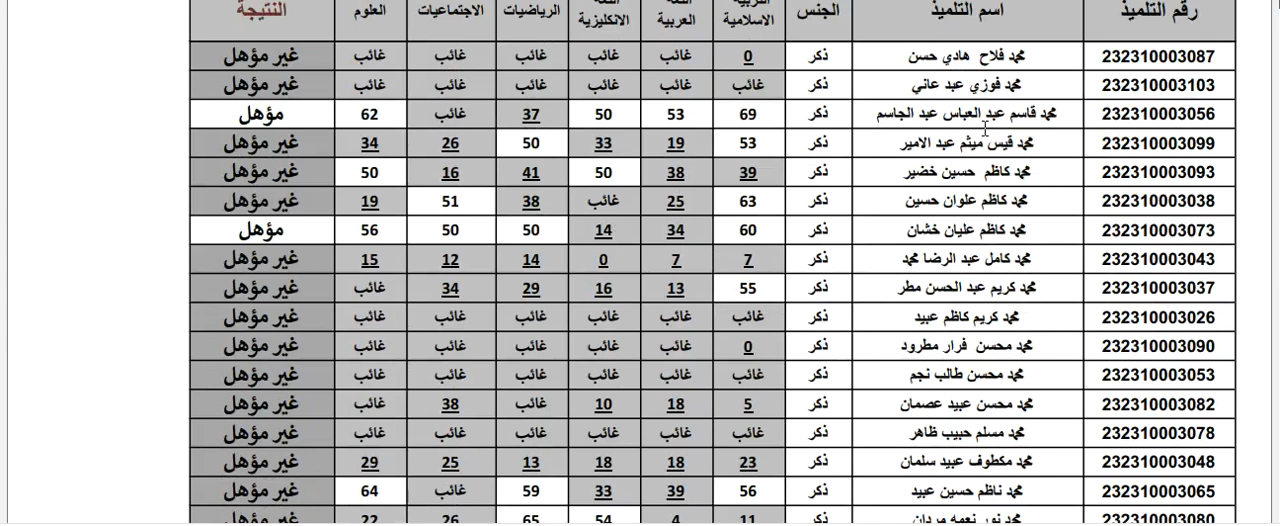 رقم التلميذ اسم التلميذ الجنس التربية الاسلامية اللغة العربية اللغة الانكليزية الرياضيات الاجتماعيات العلوم النتيجة
232310003087 محمد فلاح هادي حسن ذكر 0 غائب غائب غائب غائب غائب غير مؤهل
232310003103 محمد فوزي عبد عاني ذكر غائب غائب غائب غائب غائب غائب غير مؤهل
232310003056 محمد قاسم عبد العباس عبد الجاسم ذكر 69 53 50 37 غائب 62 مؤهل
232310003099 محمد قيس ميثم عبد الامير ذكر 53 19 33 50 26 34 غير مؤهل
232310003093 محمد كاظم حسين خضير ذكر 39 38 50 41 16 50 غير مؤهل
232310003038 محمد كاظم علوان حسين ذكر 63 25 غائب 38 51 19 غير مؤهل
232310003073 محمد كاظم عليان خشان ذكر 60 34 14 50 50 56 مؤهل
232310003043 محمد كامل عبد الرضا محمد ذكر 7 7 0 14 12 15 غير مؤهل
232310003037 محمد كريم عبد الحسن مطر ذكر 55 13 16 29 34 غائب غير مؤهل
232310003026 محمد كريم كاظم عبيد ذكر غائب غائب غائب غائب غائب غائب غير مؤهل
232310003090 محمد محسن فرار مطرود ذكر 0 غائب غائب غائب غائب غائب غير مؤهل
232310003053 محمد محسن طالب نجم ذكر غائب غائب غائب غائب غائب غائب غير مؤهل
232310003082 محمد محسن عبيد عصمان ذكر 5 18 10 غائب 38 غائب غير مؤهل
232310003078 محمد مسلم حبيب ظاهر ذكر غائب غائب غائب غائب غائب غائب غير مؤهل
232310003048 محمد مكطوف عبيد سلمان ذكر 23 18 18 13 25 29 غير مؤهل
232310003065 محمد ناظم حسين عبيد ذكر 56 39 33 59 غائب 64 غير مؤهل
232310003080 محمد نور نعمه مردان ذكر 11 4 54 65 26 22 غير مؤهل